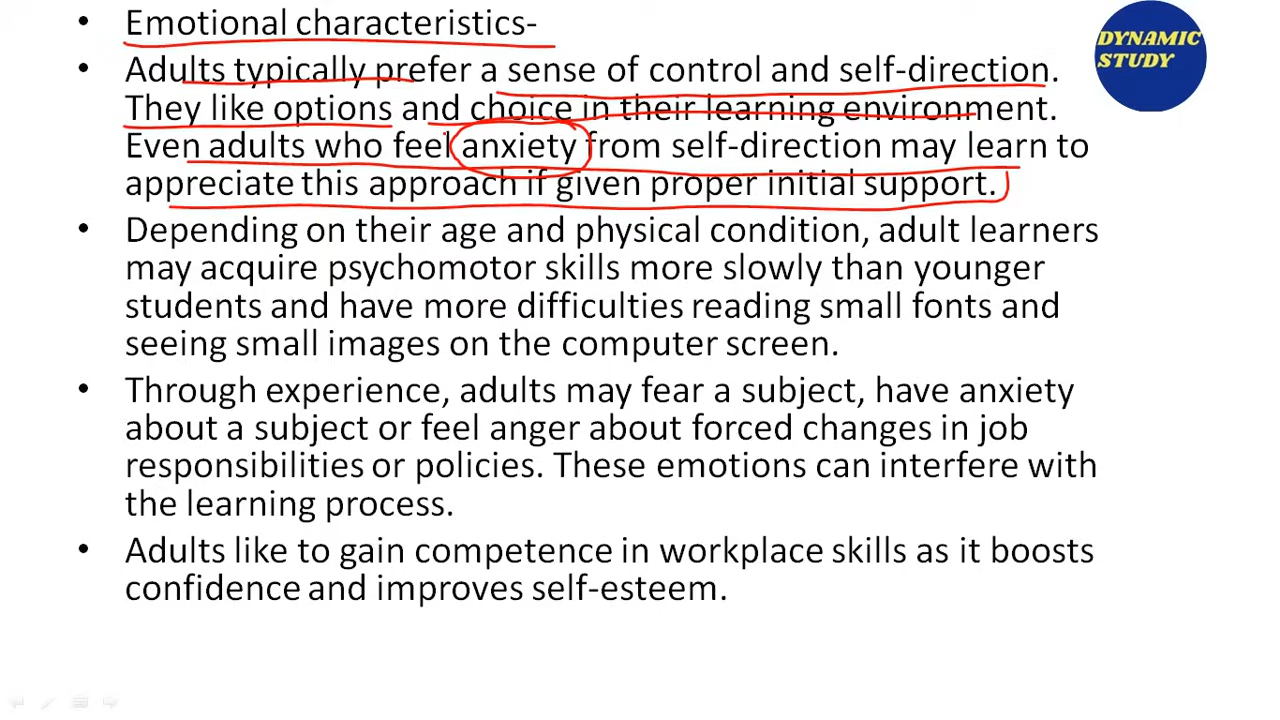 • Emotional characteristics-
• Adults typically prefer a sense of control and self-direction.
They like options and choice in their learning environment.
Even adults who feel anxiety from self-direction may learn to
appreciate this approach if given proper initial support.
• Depending on their age and physical condition, adult learners
may acquire psychomotor skills more slowly than younger
students and have more difficulties reading small fonts and
seeing small images on the computer screen.
• Through experience, adults may fear a subject, have anxiety
about a subject or feel anger about forced changes in job
responsibilities or policies. These emotions can interfere with
the learning process.
• Adults like to gain competence in workplace skills as it boosts
confidence and improves self-esteem.
DYNAMIC
STUDY